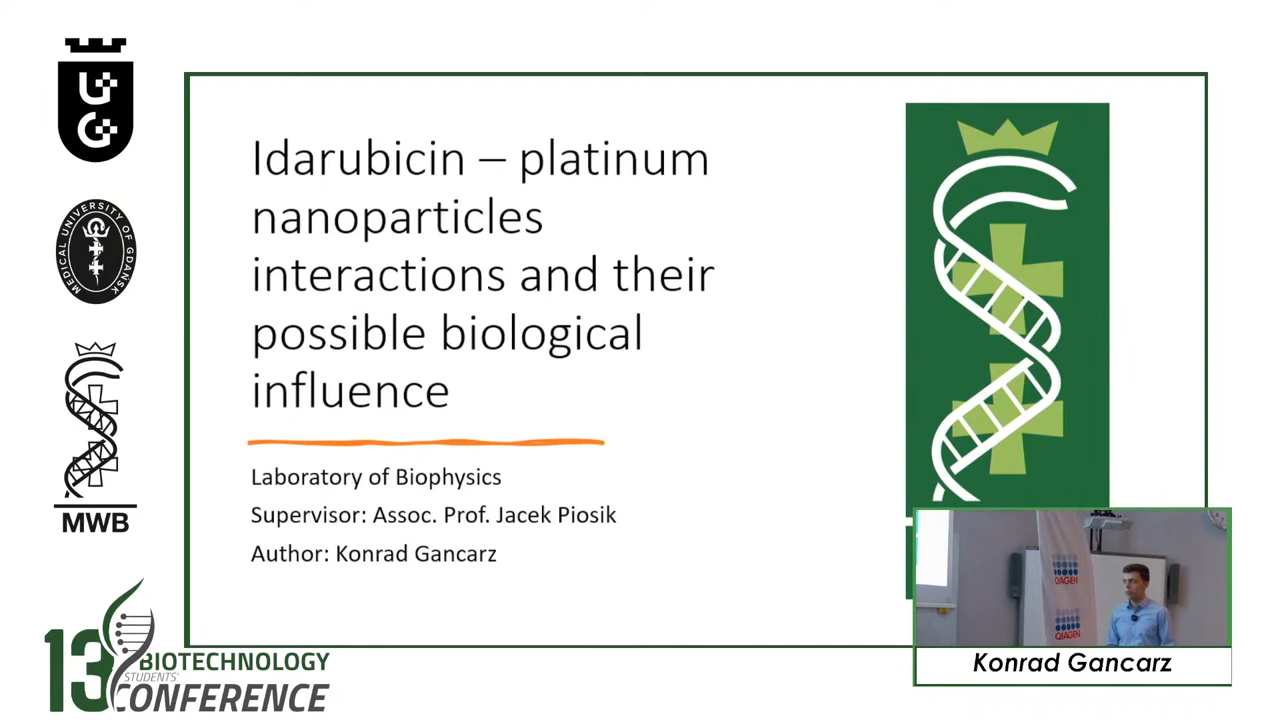 UG
MEDICAL UNIVERSITY OF GDANSK
MWB
13 BIOTECHNOLOGY
STUDENTS'
CONFERENCE
Idarubicin – platinum
nanoparticles
interactions and their
possible biological
influence
Laboratory of Biophysics
Supervisor: Assoc. Prof. Jacek Piosik
Author: Konrad Gancarz
QIAGEN
QIAGEN
Konrad Gancarz